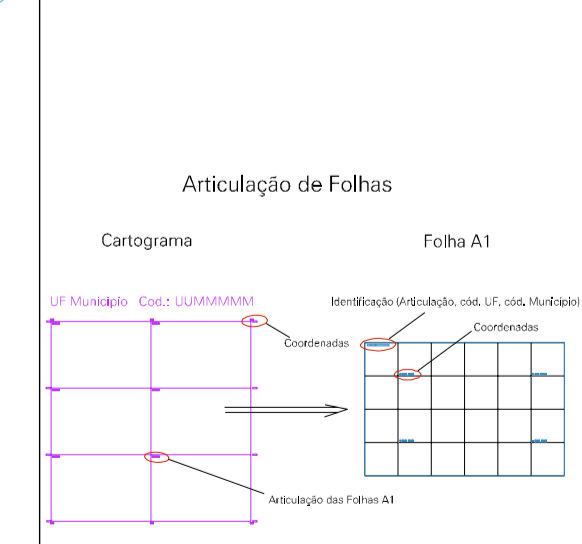 Articulação de Folhas
Cartograma
Folha A1
UF Municipio Cod.: UUMMMMM
Identificação (Articulação, cód. UF, cód. Município)
Coordenadas
Coordenadas
Articulação das Folhas A1